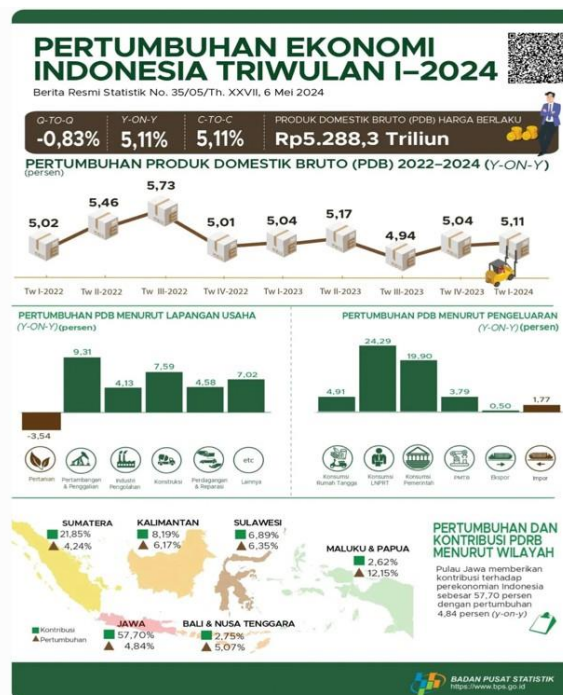 PERTUMBUHAN EKONOMI
INDONESIA TRIWULAN I–2024
Berita Resmi Statistik No. 35/05/Th. XXVII, 6 Mei 2024
Q-TO-Q
-0,83%
Y-ON-Y
5,11%
C-TO-C
5,11%
PRODUK DOMESTIK BRUTO (PDB) HARGA BERLAKU
Rp5.288,3 Triliun
PERTUMBUHAN PRODUK DOMESTIK BRUTO (PDB) 2022–2024 (Y-ON-Y)
(persen)
5,02 5,46 5,73 5,01 5,04 5,17 4,94 5,04 5,11
Tw I-2022 Tw II-2022 Tw III-2022 Tw IV-2022 Tw I-2023 Tw II-2023 Tw III-2023 Tw IV-2023 Tw I-2024
PERTUMBUHAN PDB MENURUT LAPANGAN USAHA
(Y-ON-Y) (persen)
-3,54 9,31 4,13 7,59 4,58 7,02
etc
Pertanian
Pertambangan
& Penggalian
Industri
Pengolahan
Konstruksi
Perdagangan
& Reparasi
Lainnya
PERTUMBUHAN PDB MENURUT PENGELUARAN
(Y-ON-Y) (persen)
4,91 24,29 19,90 3,79 0,50 1,77
Konsumsi
Rumah Tangga
Konsumsi
LNPRT
Konsumsi
Pemerintah
PMTB
Ekspor
Impor
SUMATERA
21,85%
4,24%
KALIMANTAN
8,19%
6,17%
SULAWESI
6,89%
6,35%
MALUKU & PAPUA
2,62%
12,15%
JAWA
57,70%
4,84%
BALI & NUSA TENGGARA
2,75%
5,07%
Kontribusi
Pertumbuhan
PERTUMBUHAN DAN
KONTRIBUSI PDRB
MENURUT WILAYAH
Pulau Jawa memberikan
kontribusi terhadap
perekonomian Indonesia
sebesar 57,70 persen
dengan pertumbuhan
4,84 persen (y-on-y)
BADAN PUSAT STATISTIK
https://www.bps.go.id